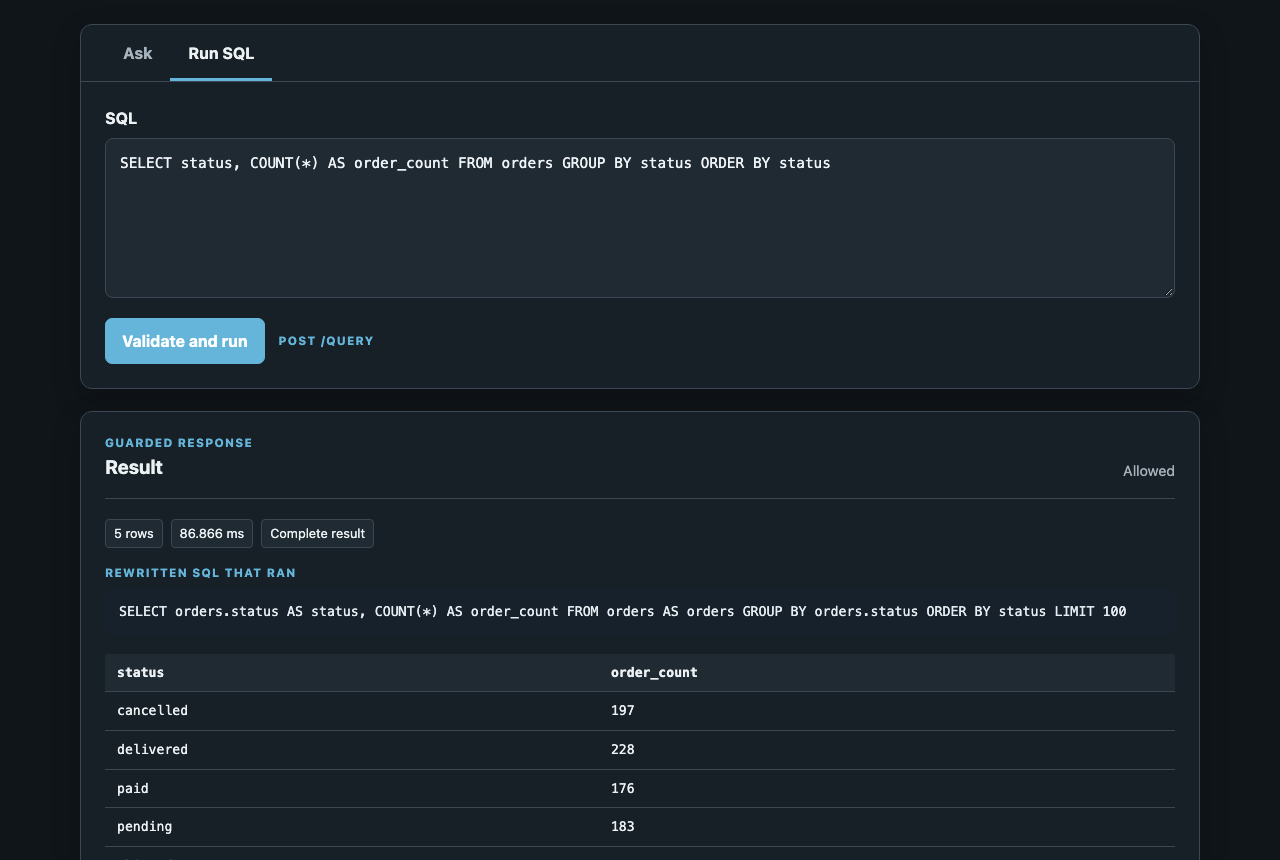 Ask Run SQL
SQL
SELECT status, COUNT(*) AS order_count FROM orders GROUP BY status ORDER BY status
Validate and run POST /QUERY
GUARDED RESPONSE
Result
Allowed
5 rows 86.866 ms Complete result
REWRITTEN SQL THAT RAN
SELECT orders.status AS status, COUNT(*) AS order_count FROM orders AS orders GROUP BY orders.status ORDER BY status LIMIT 100
status order_count
cancelled 197
delivered 228
paid 176
pending 183